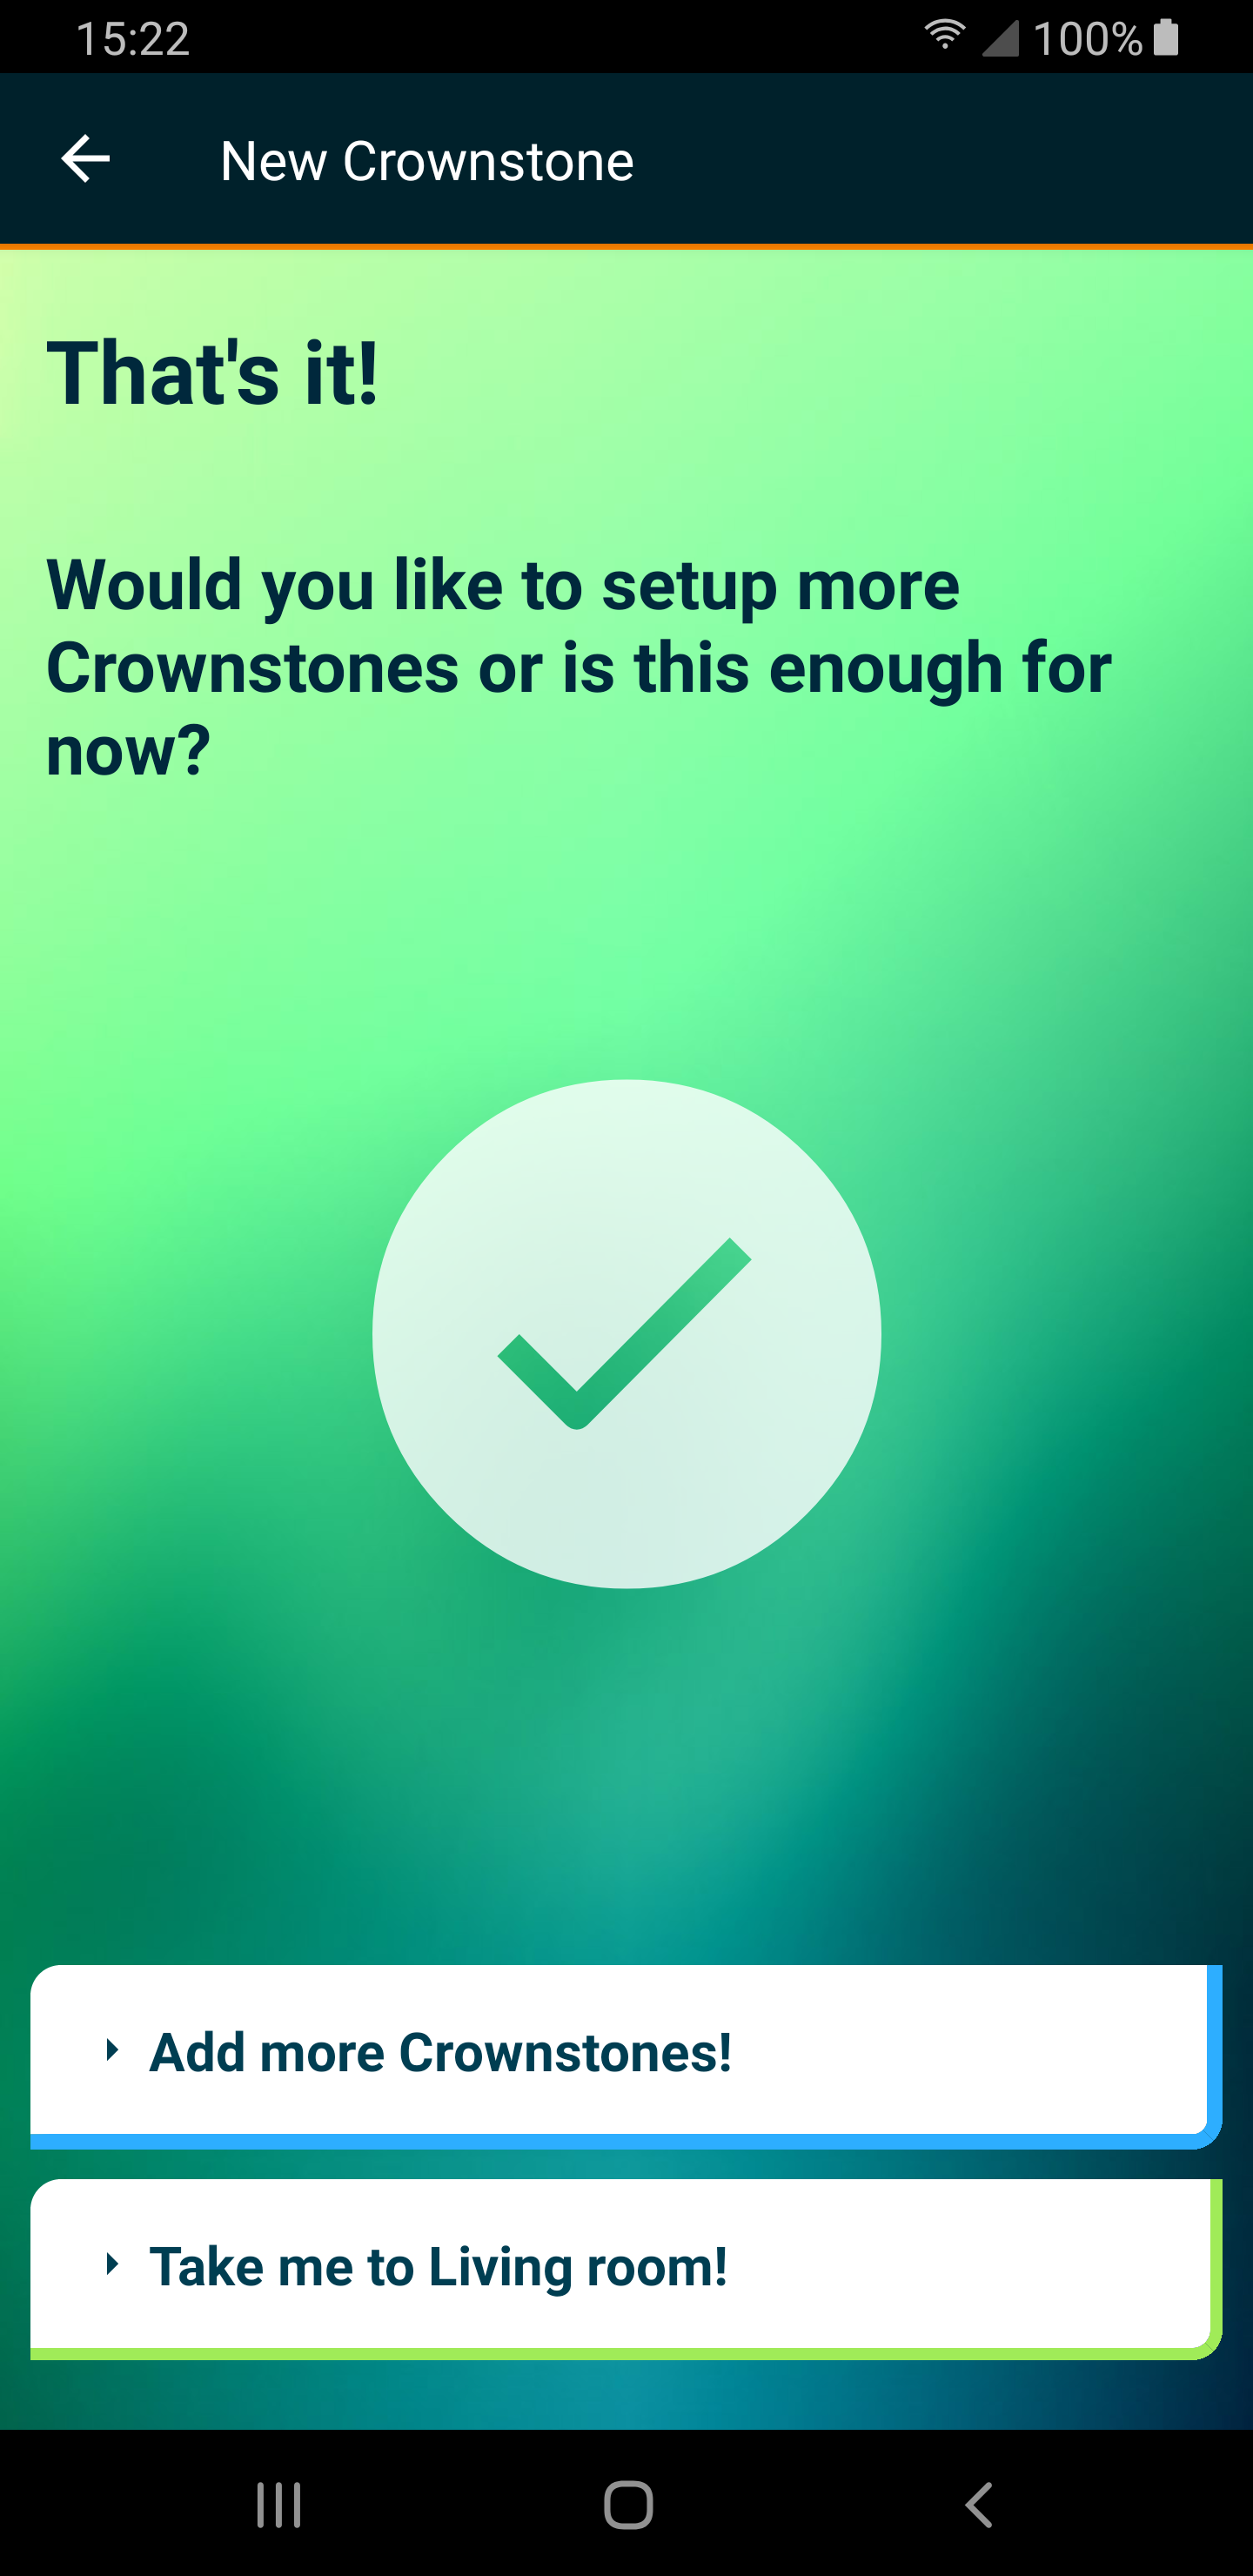 15:22 100%
New Crownstone
That's it!
Would you like to setup more
Crownstones or is this enough for
now?
Add more Crownstones!
Take me to Living room!